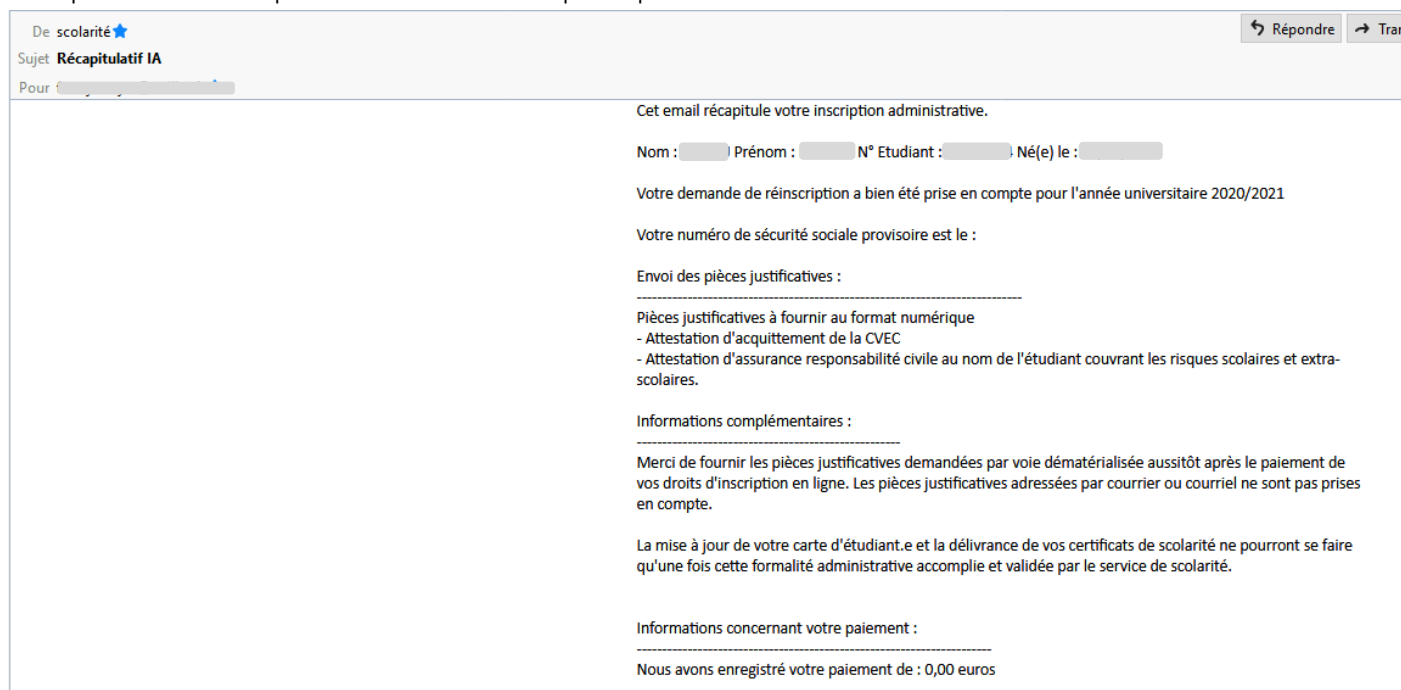 De scolarité
Répondre
Sujet Récapitulatif IA
Pour
Cet email récapitule votre inscription administrative.
Nom : Prénom : N° Etudiant : Né(e) le :
Votre demande de réinscription a bien été prise en compte pour l'année universitaire 2020/2021
Votre numéro de sécurité sociale provisoire est le :
Envoi des pièces justificatives :
--------------------------------------------------------------------------
Pièces justificatives à fournir au format numérique
- Attestation d'acquittement de la CVEC
- Attestation d'assurance responsabilité civile au nom de l'étudiant couvrant les risques scolaires et extra-
scolaires.
Informations complémentaires :
---------------------------------------------------
Merci de fournir les pièces justificatives demandées par voie dématérialisée aussitôt après le paiement de
vos droits d'inscription en ligne. Les pièces justificatives adressées par courrier ou courriel ne sont pas prises
en compte.
La mise à jour de votre carte d'étudiant.e et la délivrance de vos certificats de scolarité ne pourront se faire
qu'une fois cette formalité administrative accomplie et validée par le service de scolarité.
Informations concernant votre paiement :
--------------------------------------------------------------------
Nous avons enregistré votre paiement de : 0,00 euros